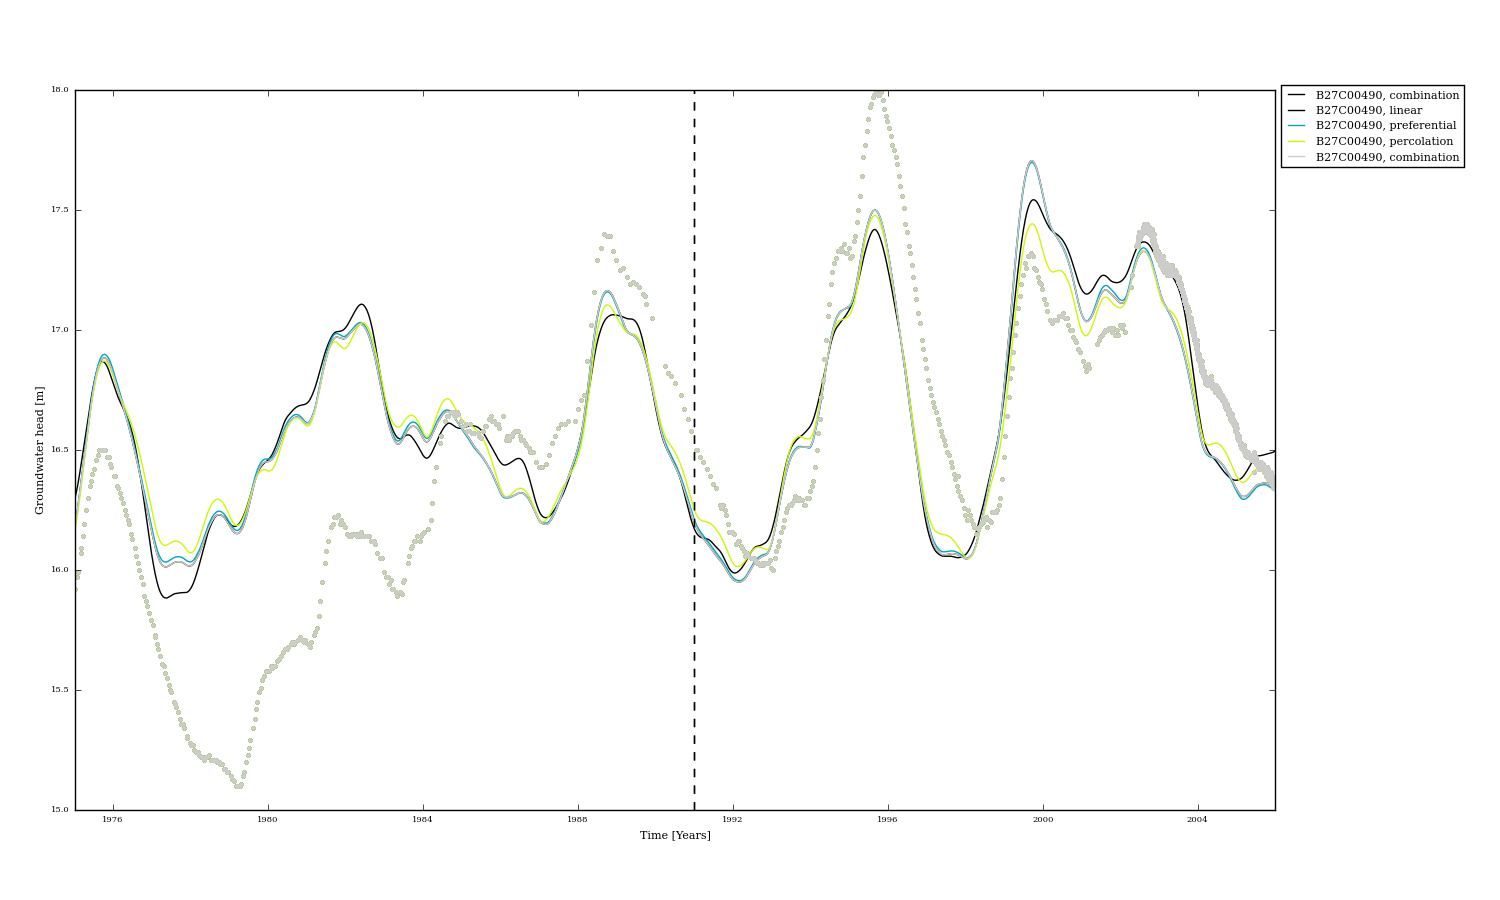 18.0
17.5
17.0
16.5
16.0
15.5
15.0
Groundwater head [m]
1976
1980
1984
1988
1992
1996
2000
2004
Time [Years]
B27C00490, combination
B27C00490, linear
B27C00490, preferential
B27C00490, percolation
B27C00490, combination